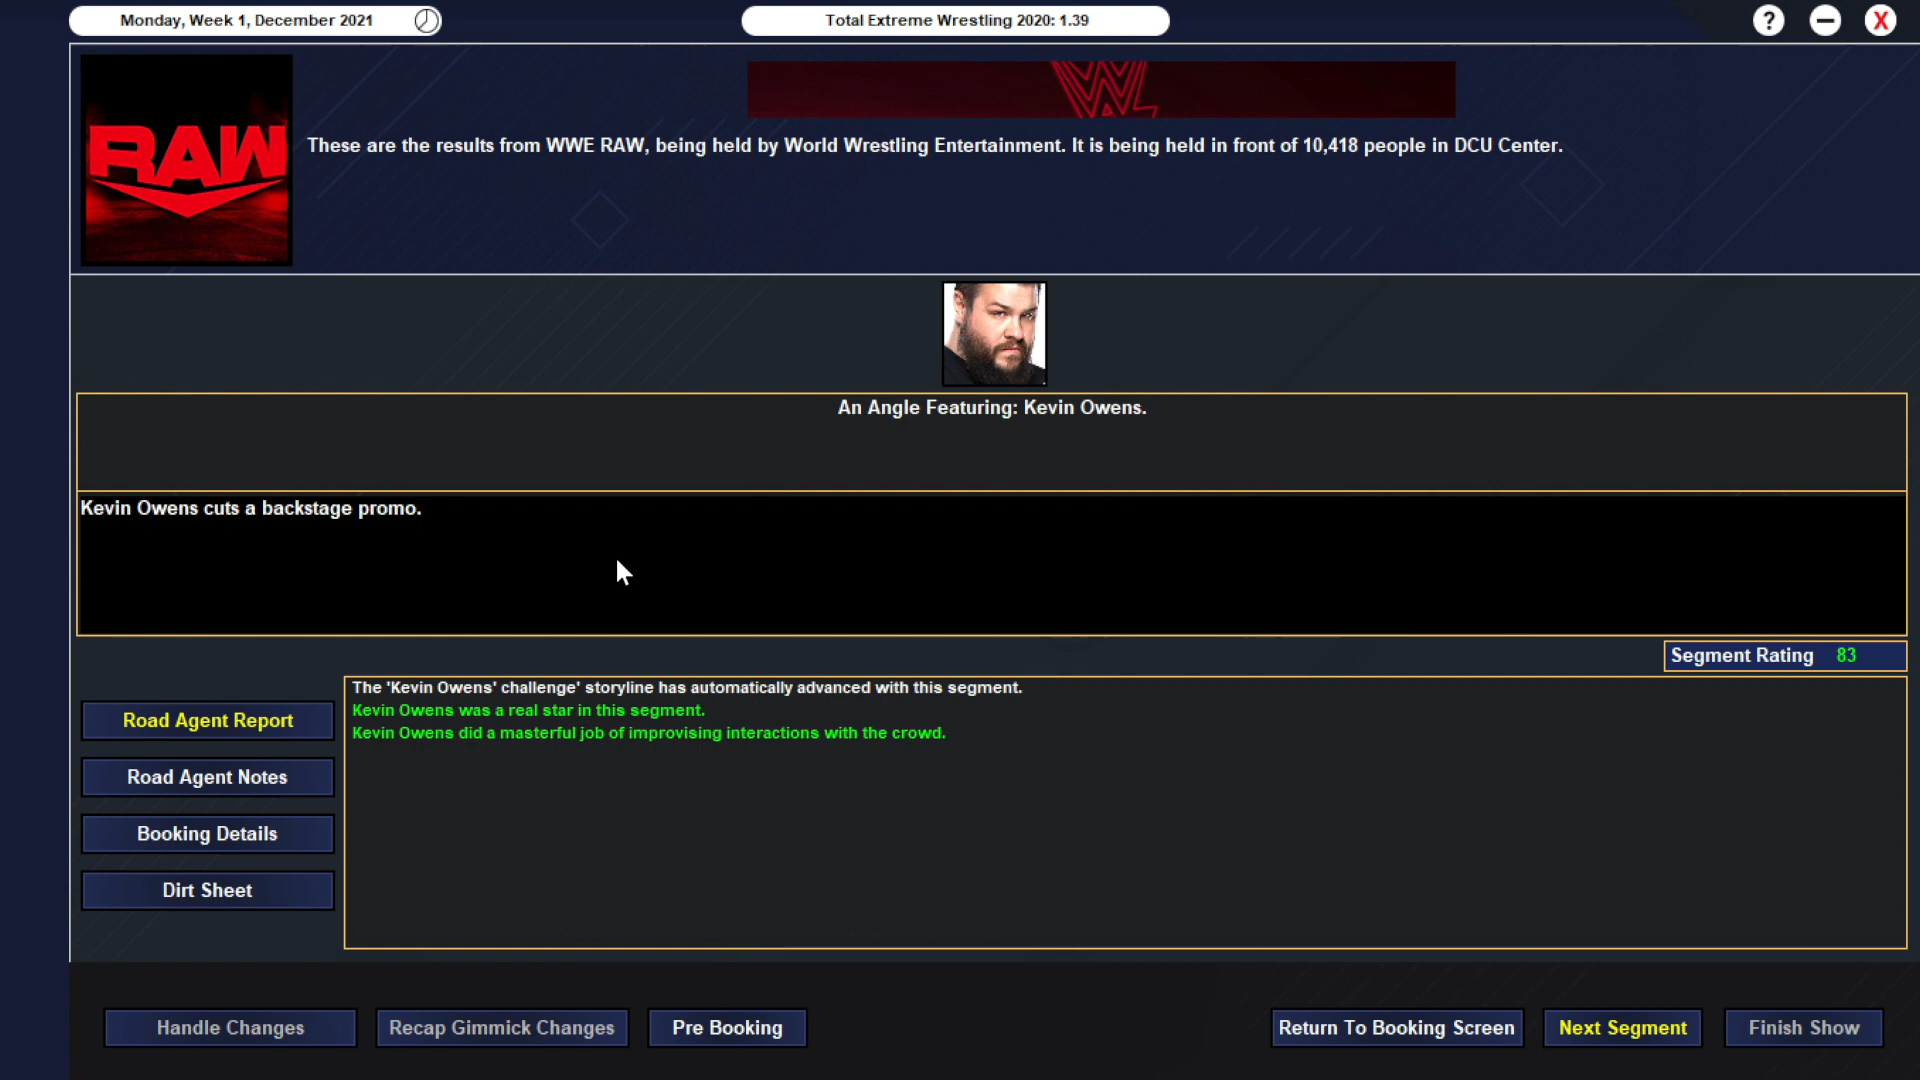 Monday, Week 1, December 2021
Total Extreme Wrestling 2020: 1.39
?
X
RAW
W
These are the results from WWE RAW, being held by World Wrestling Entertainment. It is being held in front of 10,418 people in DCU Center.
An Angle Featuring: Kevin Owens.
Kevin Owens cuts a backstage promo.
Segment Rating 83
The 'Kevin Owens' challenge' storyline has automatically advanced with this segment.
Kevin Owens was a real star in this segment.
Kevin Owens did a masterful job of improvising interactions with the crowd.
Road Agent Report
Road Agent Notes
Booking Details
Dirt Sheet
Handle Changes
Recap Gimmick Changes
Pre Booking
Return To Booking Screen
Next Segment
Finish Show